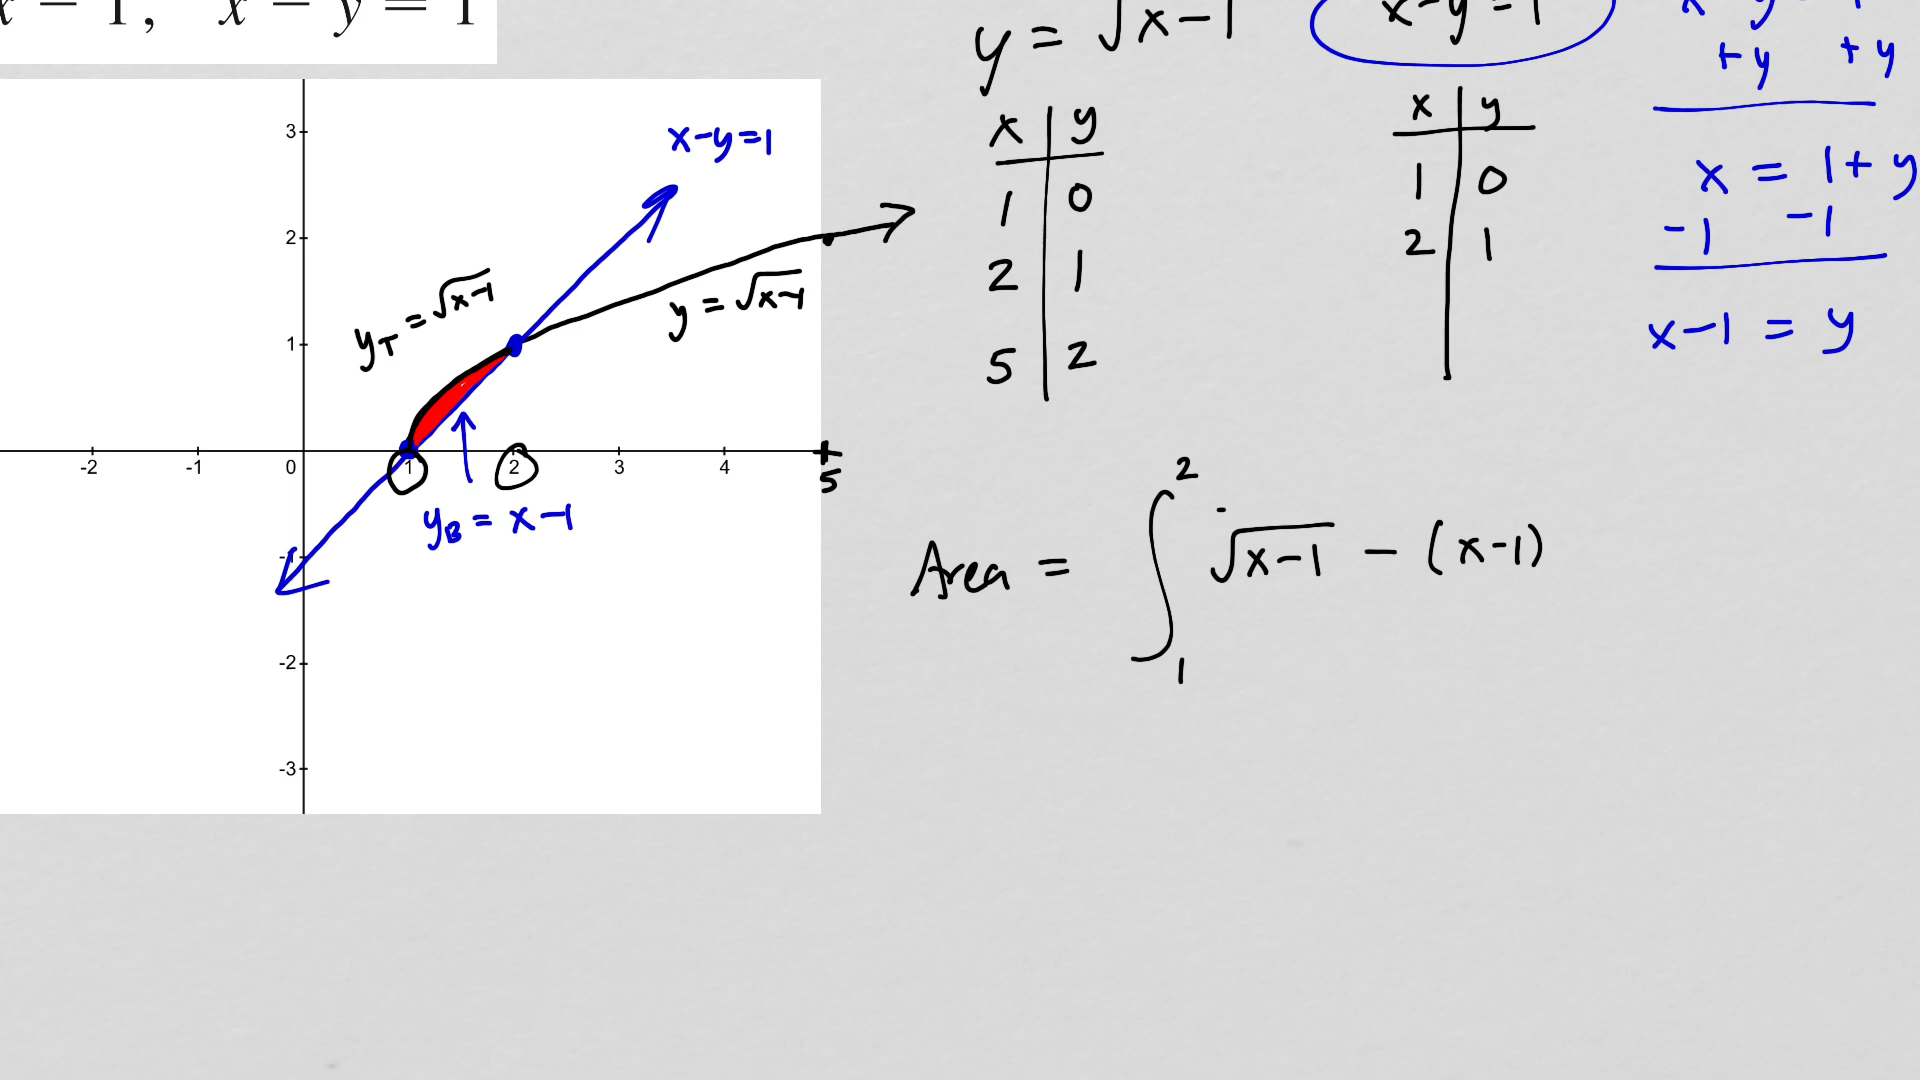 x − 1, x − y = 1
y = √x−1
x−y=1
+y +y
x = 1+y
-1 -1
x−1 = y
x y
1 0
2 1
5 2
x y
1 0
2 1
x-y=1
y_T = √x-1
y = √x-1
y_B = x-1
3
2
1
-2 -1 0 1 2 3 4 5
-1
-2
-3
Area = ∫₁² √x-1 − (x-1)